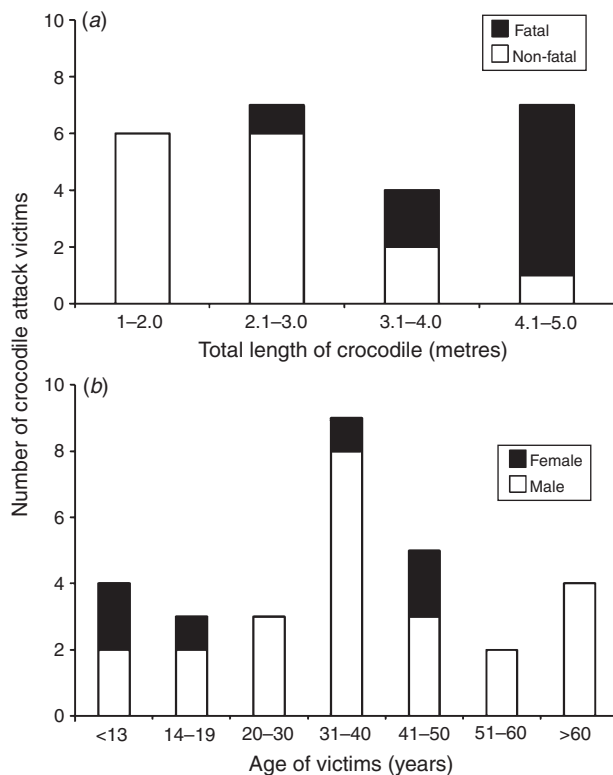 Number of crocodile attack victims
(a)
Fatal
Non-fatal
10
8
6
4
2
0
1–2.0 2.1–3.0 3.1–4.0 4.1–5.0
Total length of crocodile (metres)
(b)
Female
Male
10
8
6
4
2
0
<13 14–19 20–30 31–40 41–50 51–60 >60
Age of victims (years)